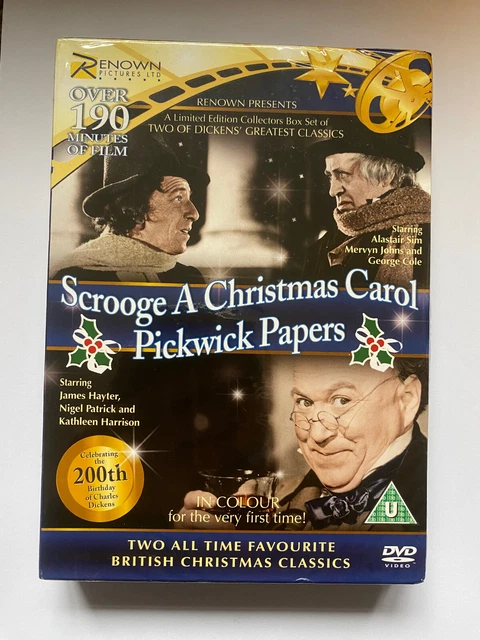 RENOWN
PICTURES LTD
OVER
190
MINUTES
OF FILM
RENOWN PRESENTS
A Limited Edition Collectors Box Set of
TWO OF DICKENS' GREATEST CLASSICS
Starring
Alastair Sim
Mervyn Johns and
George Cole
Scrooge A Christmas Carol
Pickwick Papers
Starring
James Hayter,
Nigel Patrick and
Kathleen Harrison
Celebrating
the
200th
Birthday
of Charles
Dickens
IN COLOUR
for the very first time!
U
TWO ALL TIME FAVOURITE
BRITISH CHRISTMAS CLASSICS
DVD
VIDEO